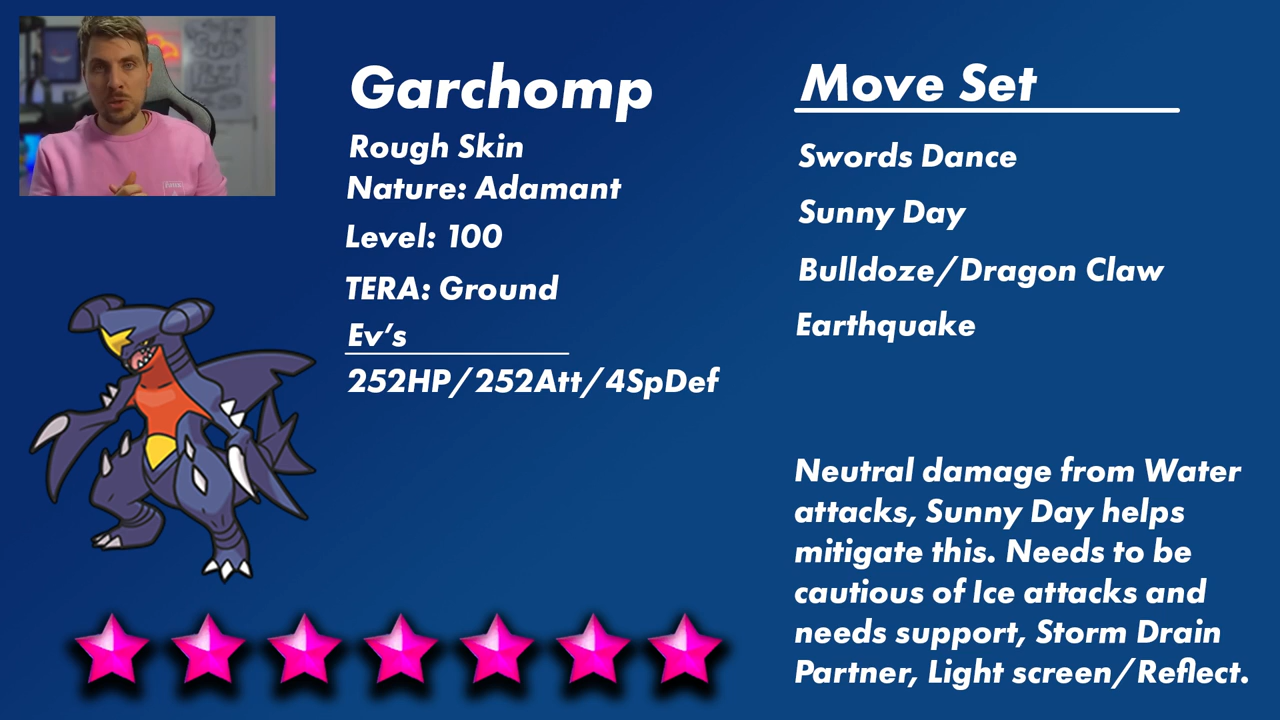 Garchomp
Rough Skin
Nature: Adamant
Level: 100
TERA: Ground
Ev's
252HP/252Att/4SpDef
Move Set
Swords Dance
Sunny Day
Bulldoze/Dragon Claw
Earthquake
Neutral damage from Water
attacks, Sunny Day helps
mitigate this. Needs to be
cautious of Ice attacks and
needs support, Storm Drain
Partner, Light screen/Reflect.